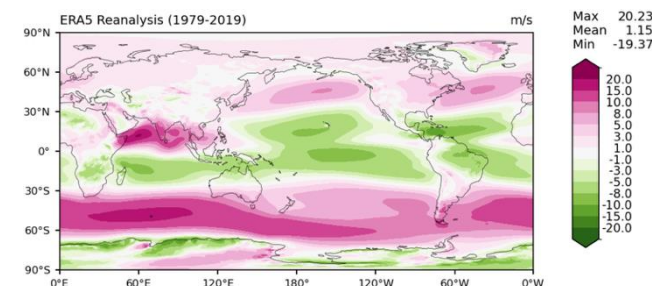 ERA5 Reanalysis (1979-2019) m/s
Max 20.23
Mean 1.15
Min -19.37
90°N
60°N
30°N
0°
30°S
60°S
90°S
0°E 60°E 120°E 180° 120°W 60°W 0°W
20.0
15.0
10.0
8.0
5.0
3.0
1.0
-1.0
-3.0
-5.0
-8.0
-10.0
-15.0
-20.0